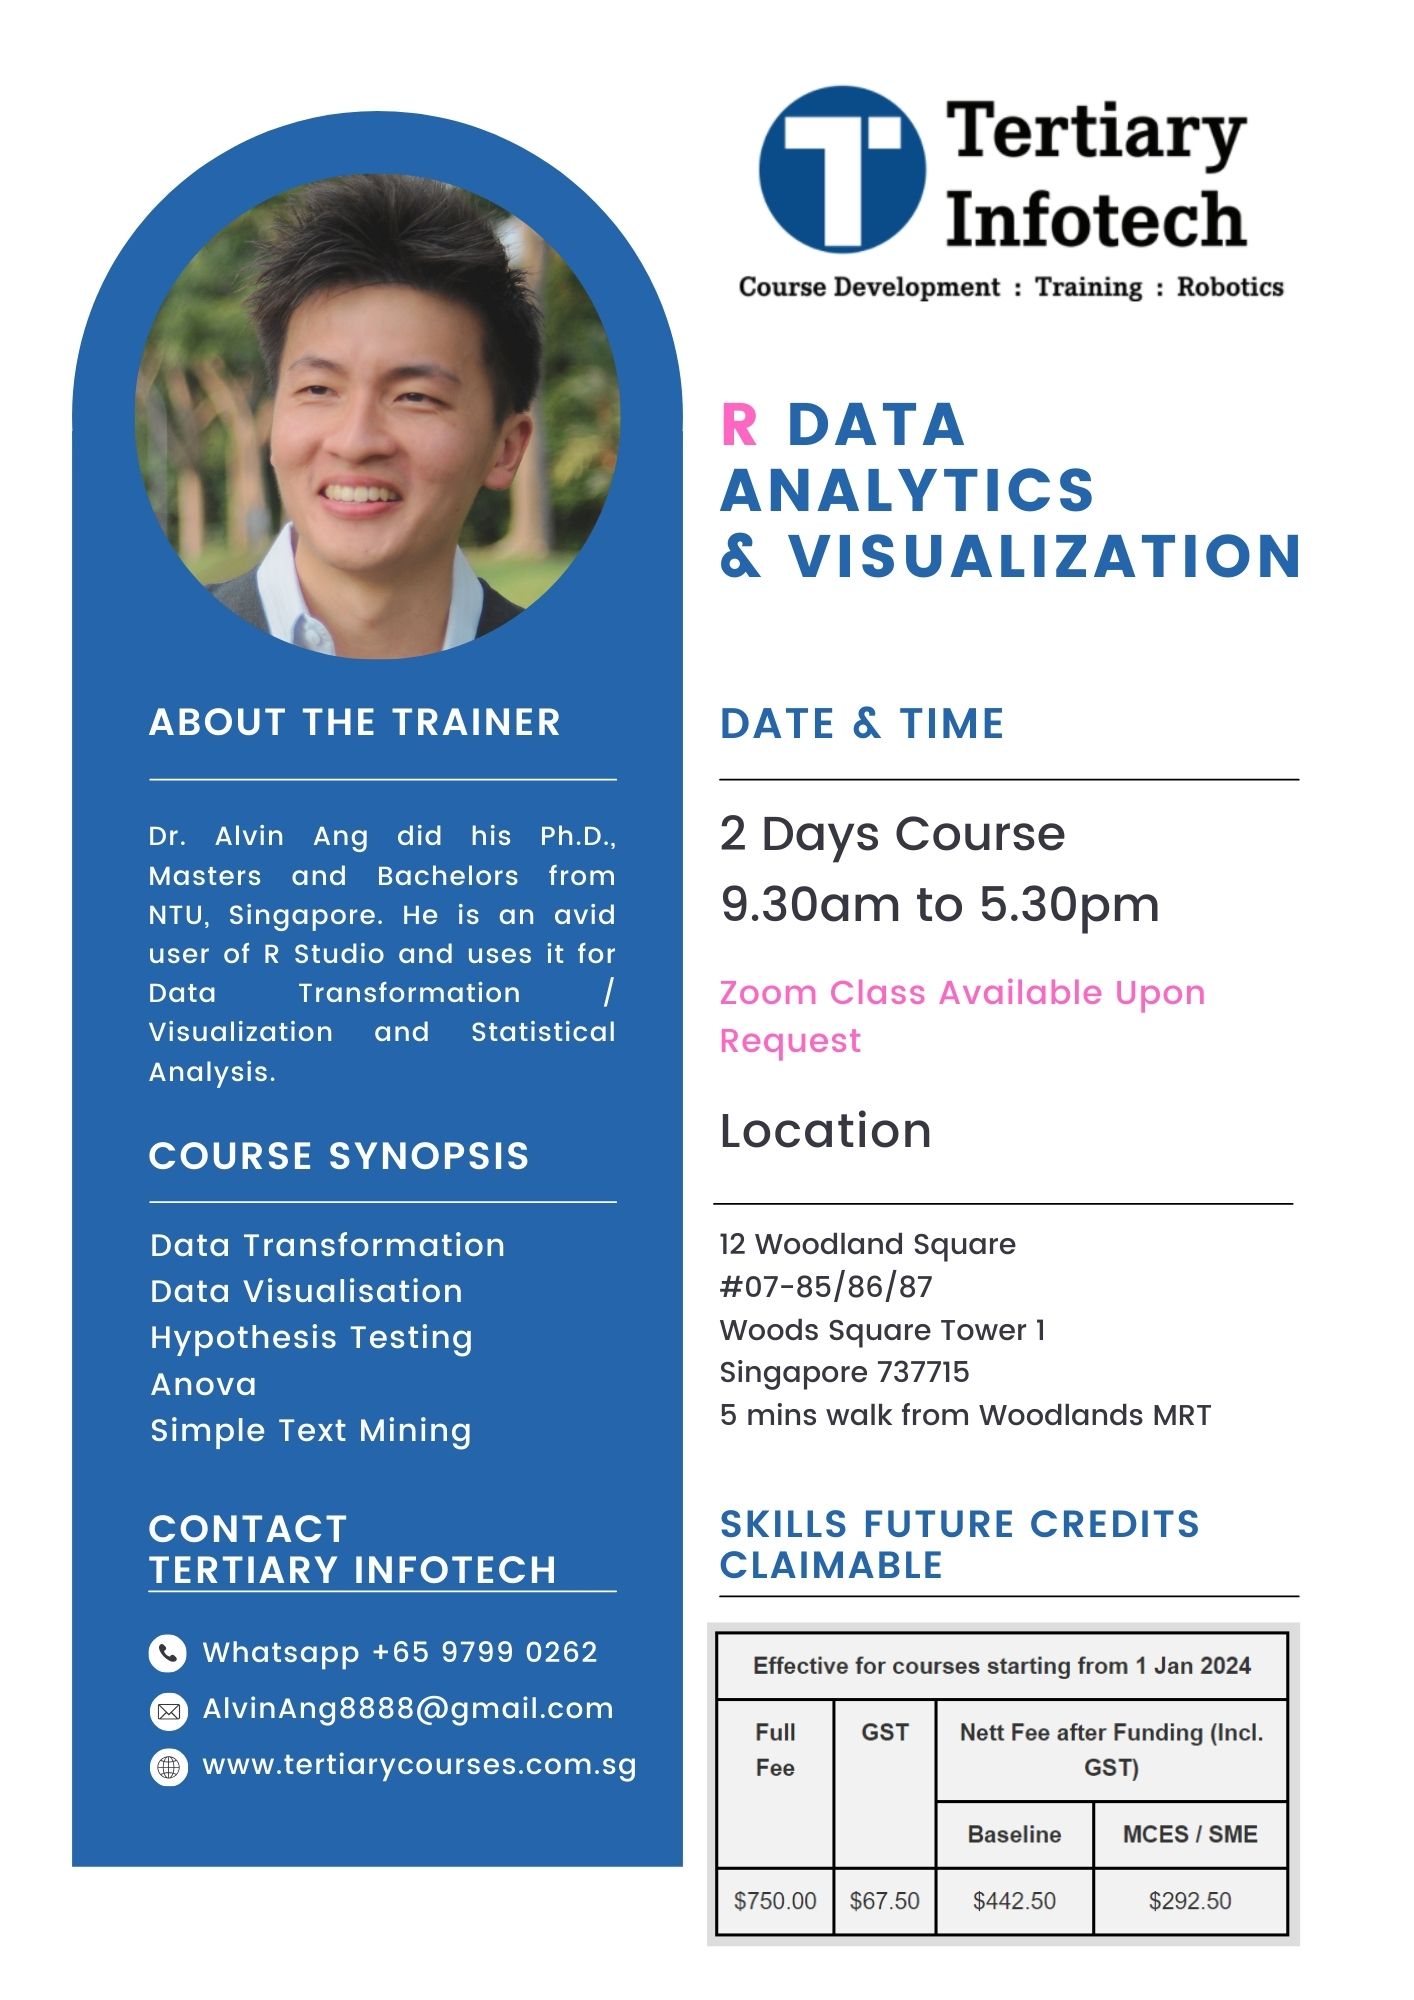 Tertiary
Infotech
Course Development : Training : Robotics
R DATA
ANALYTICS
& VISUALIZATION
ABOUT THE TRAINER
Dr. Alvin Ang did his Ph.D.,
Masters and Bachelors from
NTU, Singapore. He is an avid
user of R Studio and uses it for
Data Transformation /
Visualization and Statistical
Analysis.
COURSE SYNOPSIS
Data Transformation
Data Visualisation
Hypothesis Testing
Anova
Simple Text Mining
CONTACT
TERTIARY INFOTECH
Whatsapp +65 9799 0262
AlvinAng8888@gmail.com
www.tertiarycourses.com.sg
DATE & TIME
2 Days Course
9.30am to 5.30pm
Zoom Class Available Upon
Request
Location
12 Woodland Square
#07-85/86/87
Woods Square Tower 1
Singapore 737715
5 mins walk from Woodlands MRT
SKILLS FUTURE CREDITS
CLAIMABLE
Effective for courses starting from 1 Jan 2024
Full
Fee
GST
Nett Fee after Funding (Incl.
GST)
Baseline
MCES / SME
$750.00
$67.50
$442.50
$292.50